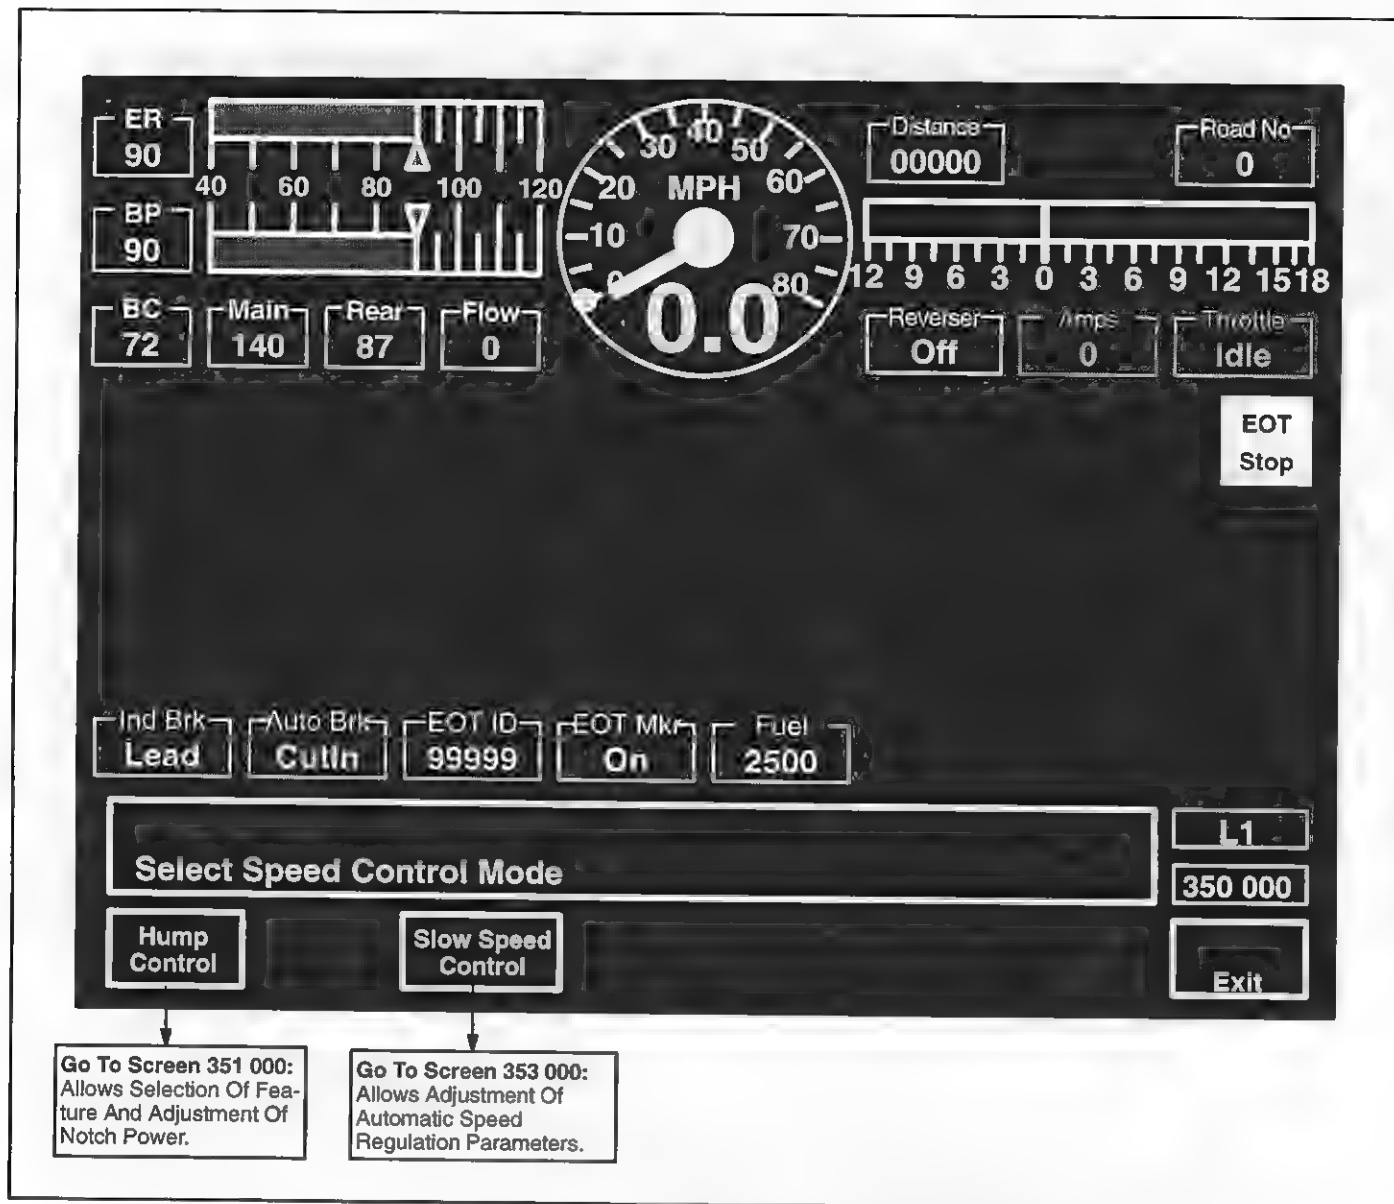 ER
90
40 60 80 100 120
BP
90
BC
72
Main
140
Rear
87
Flow
0
0 10 20 30 40 50 60 70 80
MPH
0.0
Distance
00000
Road No
0
12 9 6 3 0 3 6 9 12 15 18
Reverser
Off
Amps
0
Throttle
Idle
EOT
Stop
Ind Brk
Lead
Auto Brk
CutIn
EOT ID
99999
EOT Mkr
On
Fuel
2500
Select Speed Control Mode
L1
350 000
Hump
Control
Slow Speed
Control
Exit
Go To Screen 351 000:
Allows Selection Of Fea-
ture And Adjustment Of
Notch Power.
Go To Screen 353 000:
Allows Adjustment Of
Automatic Speed
Regulation Parameters.